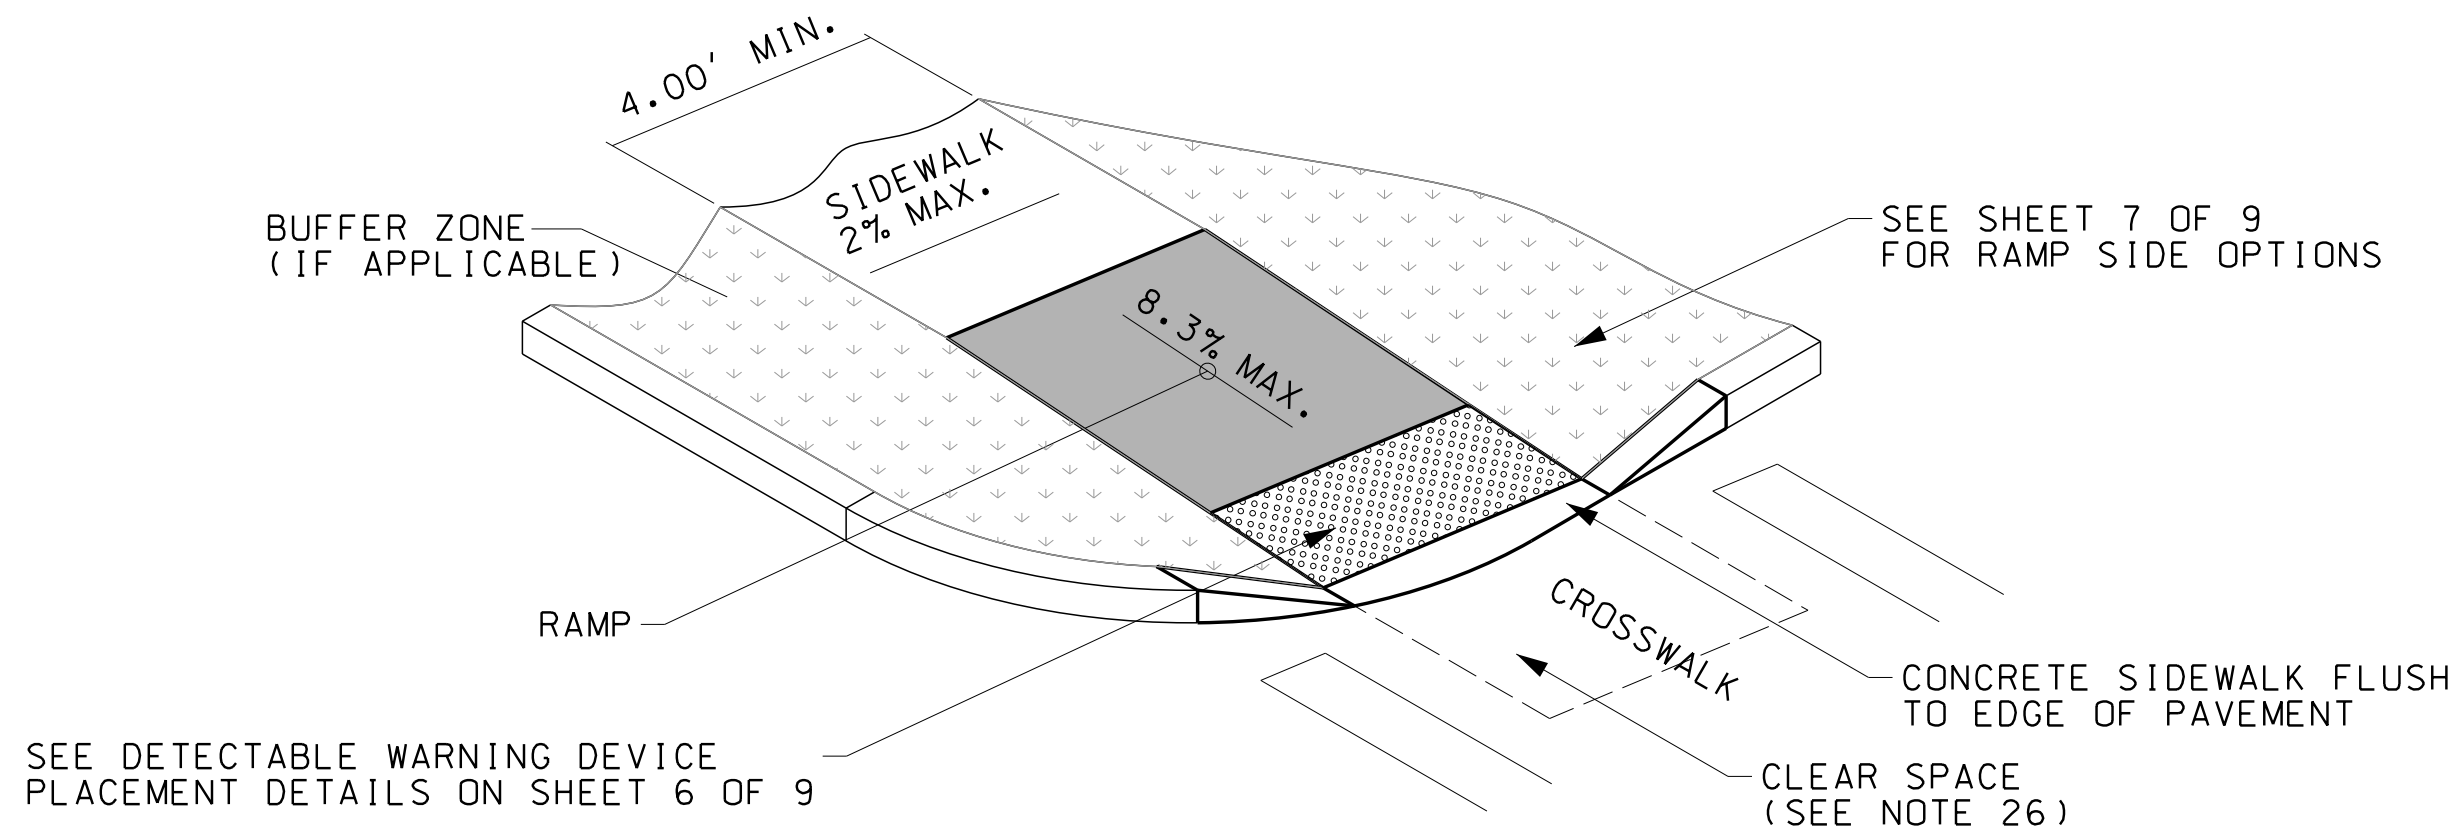 4.00' MIN.
SIDEWALK
2% MAX.
BUFFER ZONE
(IF APPLICABLE)
SEE SHEET 7 OF 9
FOR RAMP SIDE OPTIONS
8.3% MAX.
RAMP
CROSSWALK
CONCRETE SIDEWALK FLUSH
TO EDGE OF PAVEMENT
SEE DETECTABLE WARNING DEVICE
PLACEMENT DETAILS ON SHEET 6 OF 9
CLEAR SPACE
(SEE NOTE 26)